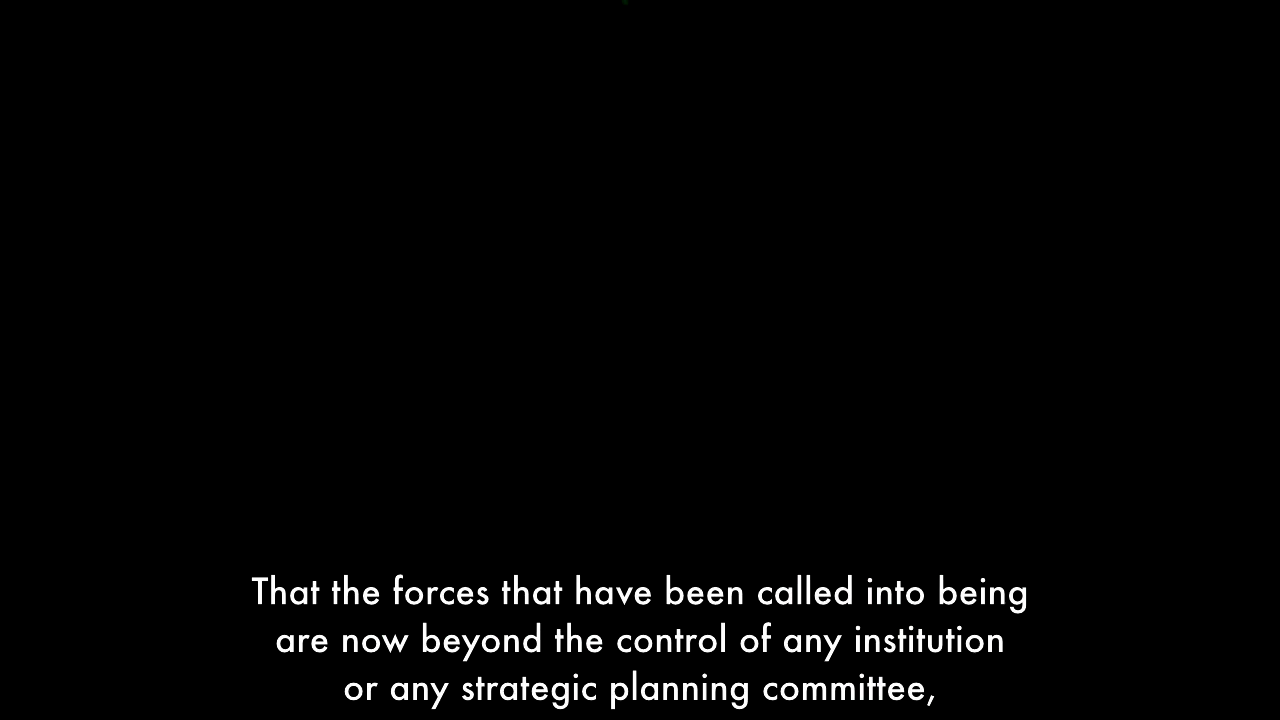 That the forces that have been called into being
are now beyond the control of any institution
or any strategic planning committee,